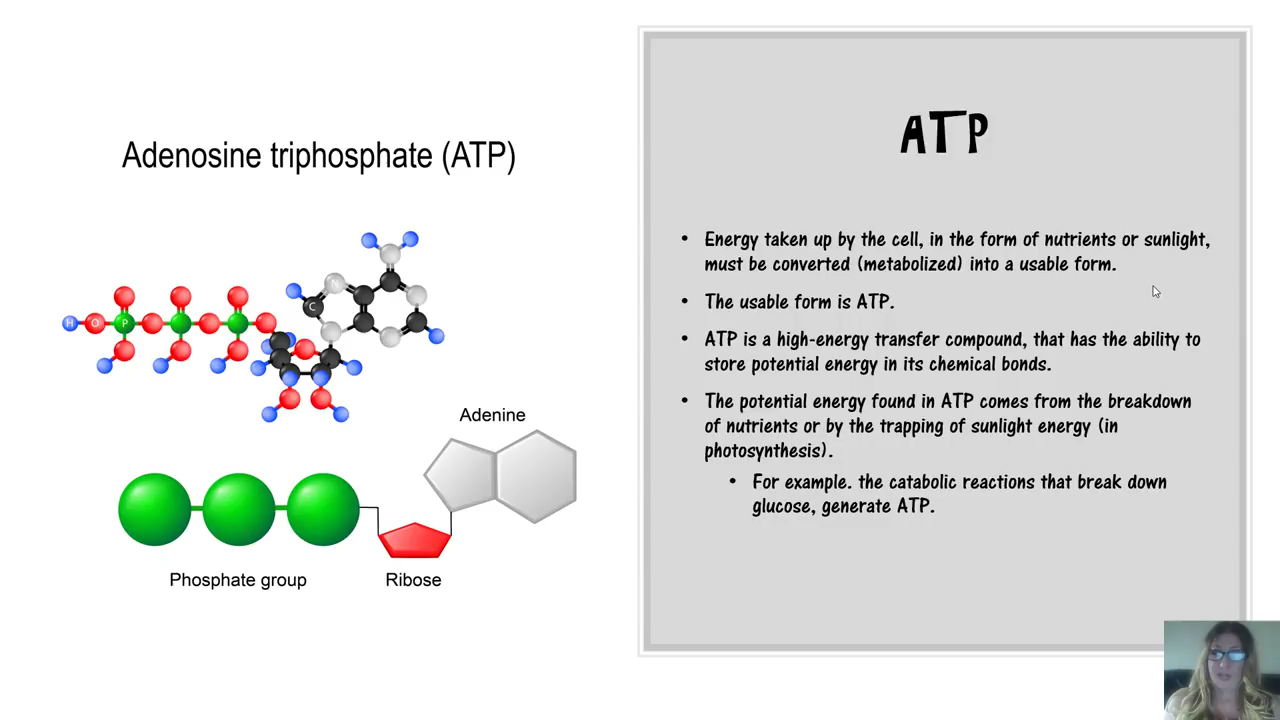 Adenosine triphosphate (ATP)
N
C
H O P
Adenine
Phosphate group
Ribose
ATP
• Energy taken up by the cell, in the form of nutrients or sunlight,
must be converted (metabolized) into a usable form.
• The usable form is ATP.
• ATP is a high-energy transfer compound, that has the ability to
store potential energy in its chemical bonds.
• The potential energy found in ATP comes from the breakdown
of nutrients or by the trapping of sunlight energy (in
photosynthesis).
• For example. the catabolic reactions that break down
glucose, generate ATP.